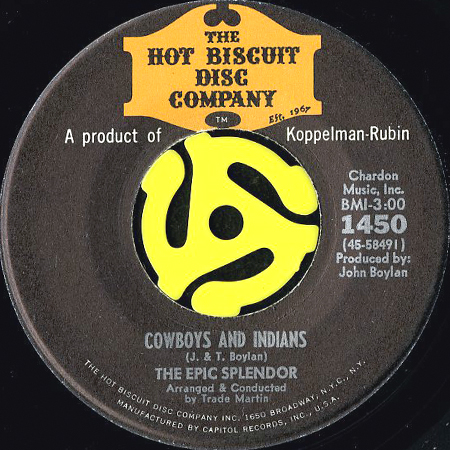 THE
HOT BISCUIT
DISC
COMPANY
Est. 1967
TM
A product of Koppelman-Rubin
Chardon
Music, Inc.
BMI-3:00
1450
(45-58491)
Produced by:
John Boylan
COWBOYS AND INDIANS
(J. & T. Boylan)
THE EPIC SPLENDOR
Arranged & Conducted
by Trade Martin
THE HOT BISCUIT DISC COMPANY INC. 1650 BROADWAY, N.Y.C., N.Y.
MANUFACTURED BY CAPITOL RECORDS, INC., U.S.A.